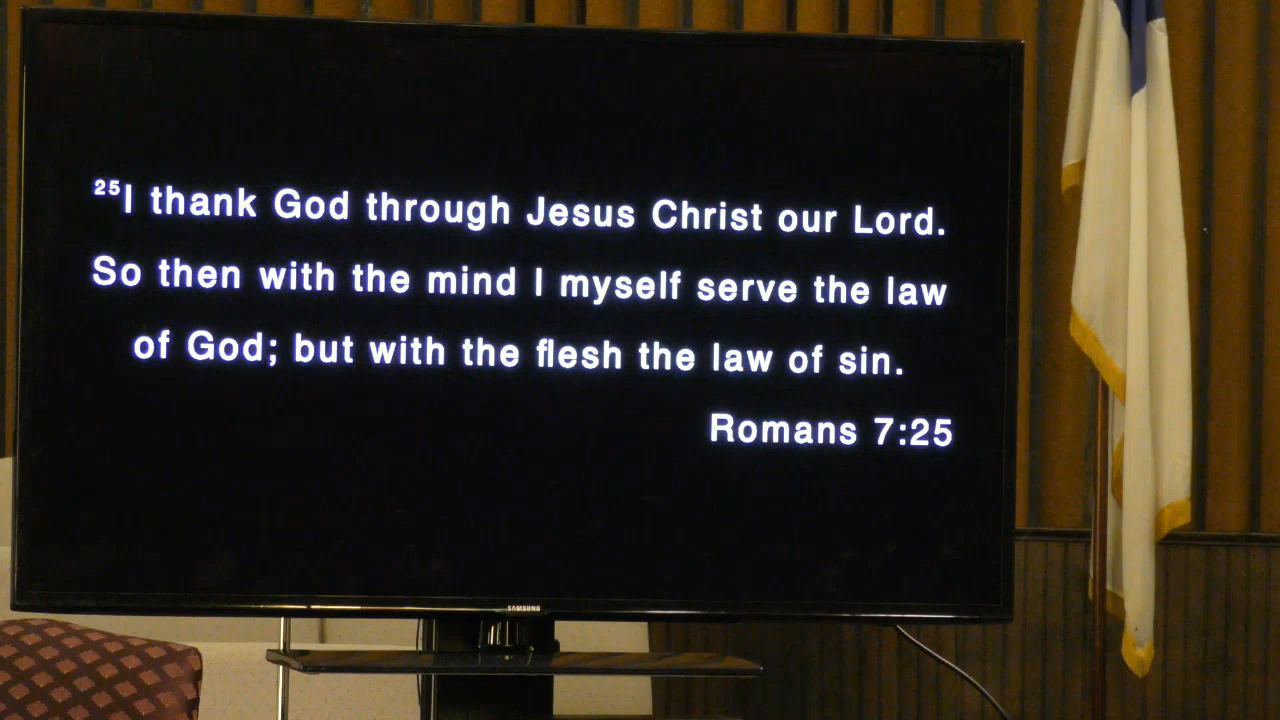 ²⁵I thank God through Jesus Christ our Lord.
So then with the mind I myself serve the law
of God; but with the flesh the law of sin.
Romans 7:25
SAMSUNG